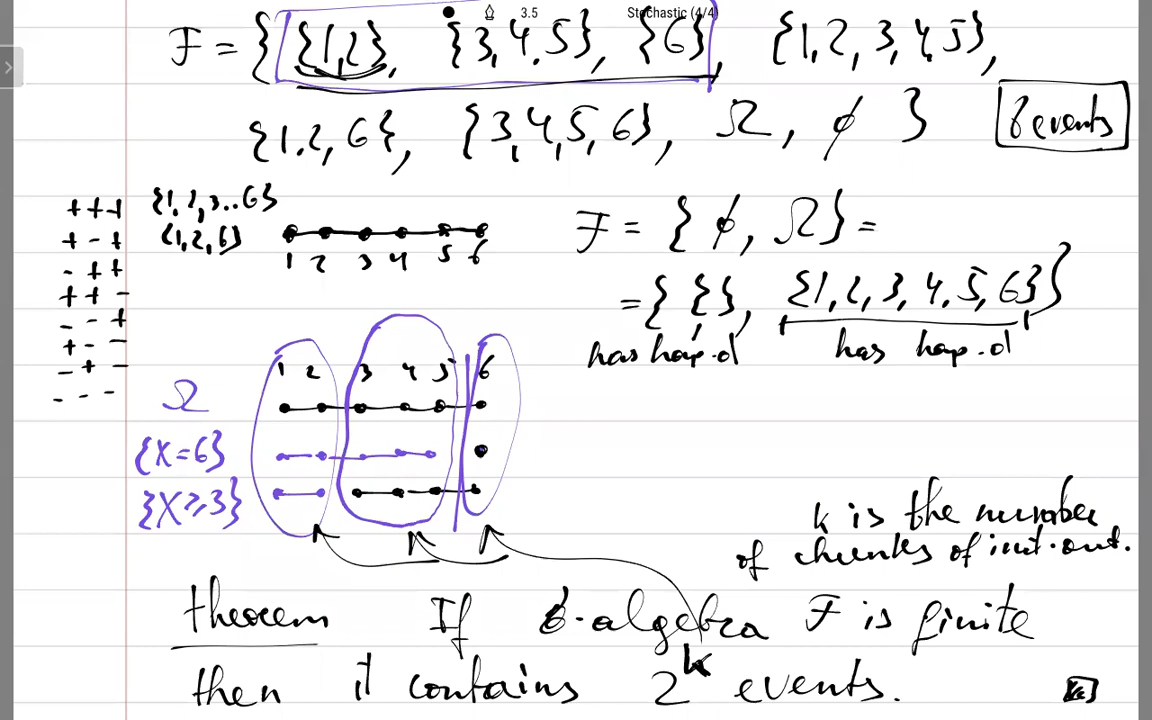 3.5 Stochastic (4/4)
F = { {1,2}, {3,4,5}, {6}, {1,2,3,4,5},
{1,2,6}, {3,4,5,6}, Ω, φ } 8 events
+++ {1,2,3..6}
+-+ {1,2,6}
-++
++-
--+
+--
-+-
---
1 2 3 4 5 6
F = { φ, Ω } =
= { { }, {1,2,3,4,5,6} }
has hap.d has hap.d
1 2 3 4 5 6
Ω
{X=6}
{X≥3}
k is the number
of chunks of init.out.
theorem If σ-algebra F is finite
then it contains 2^k events.